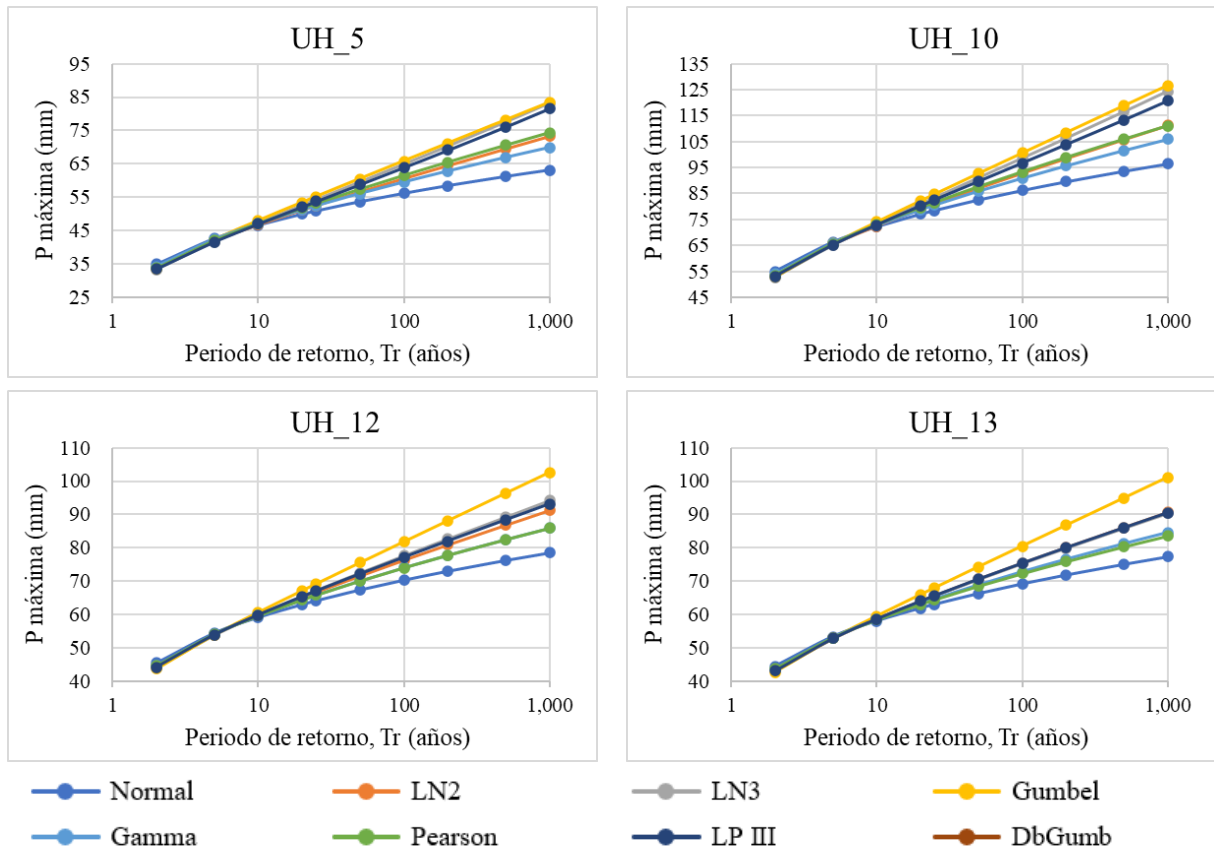 UH_5
95
85
75
65
55
45
35
25
P máxima (mm)
1
10
100
1,000
Periodo de retorno, Tr (años)
UH_10
135
125
115
105
95
85
75
65
55
45
P máxima (mm)
1
10
100
1,000
Periodo de retorno, Tr (años)
UH_12
110
100
90
80
70
60
50
40
P máxima (mm)
1
10
100
1,000
Periodo de retorno, Tr (años)
UH_13
110
100
90
80
70
60
50
40
P máxima (mm)
1
10
100
1,000
Periodo de retorno, Tr (años)
Normal
LN2
LN3
Gumbel
Gamma
Pearson
LP III
DbGumb